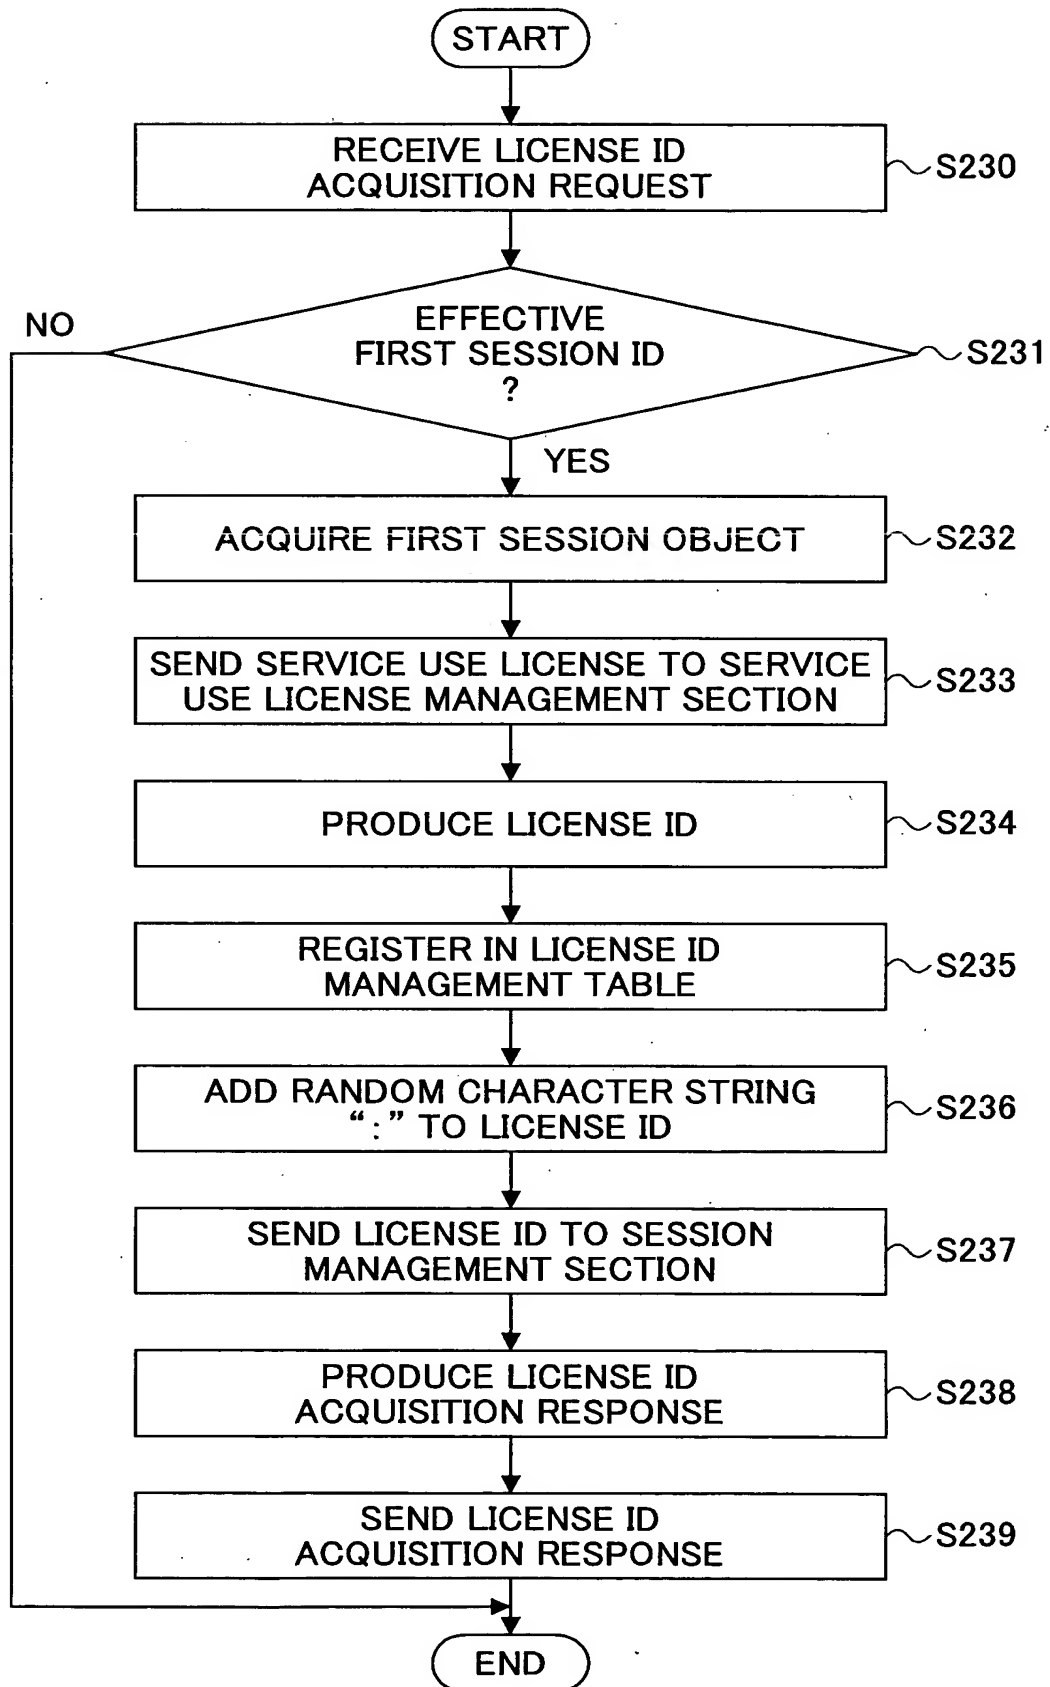 START
RECEIVE LICENSE ID
ACQUISITION REQUEST
S230
EFFECTIVE
FIRST SESSION ID
?
S231
NO
YES
ACQUIRE FIRST SESSION OBJECT
S232
SEND SERVICE USE LICENSE TO SERVICE
USE LICENSE MANAGEMENT SECTION
S233
PRODUCE LICENSE ID
S234
REGISTER IN LICENSE ID
MANAGEMENT TABLE
S235
ADD RANDOM CHARACTER STRING
“:” TO LICENSE ID
S236
SEND LICENSE ID TO SESSION
MANAGEMENT SECTION
S237
PRODUCE LICENSE ID
ACQUISITION RESPONSE
S238
SEND LICENSE ID
ACQUISITION RESPONSE
S239
END